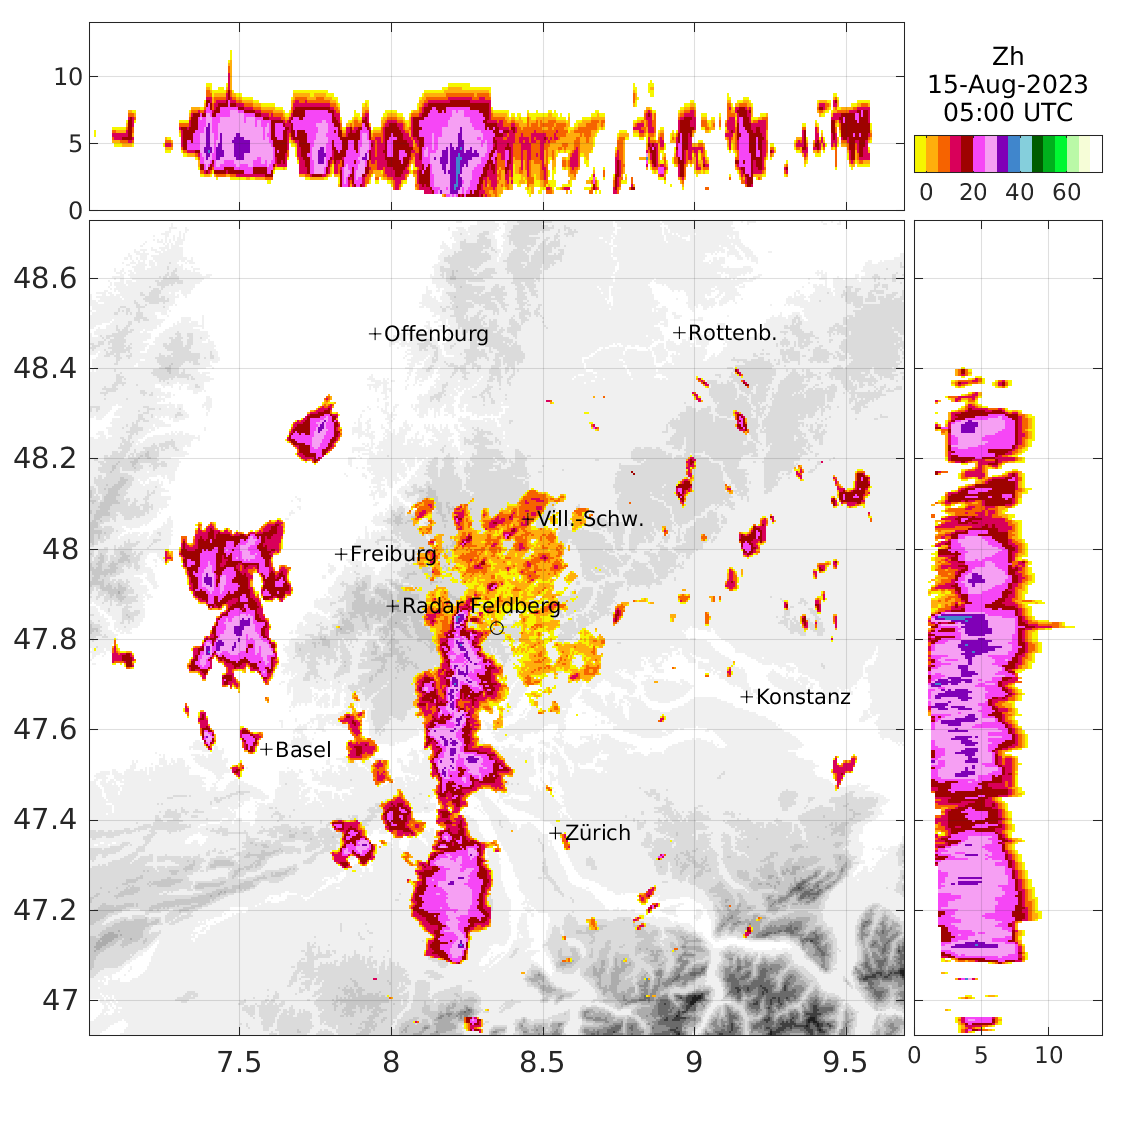 Zh
15-Aug-2023
05:00 UTC
0 20 40 60
10
5
0
48.6
48.4
48.2
48
47.8
47.6
47.4
47.2
47
+Offenburg
+Rottenb.
+Vill.-Schw.
+Freiburg
+Radar Feldberg
+Konstanz
+Basel
+Zürich
7.5 8 8.5 9 9.5
0 5 10